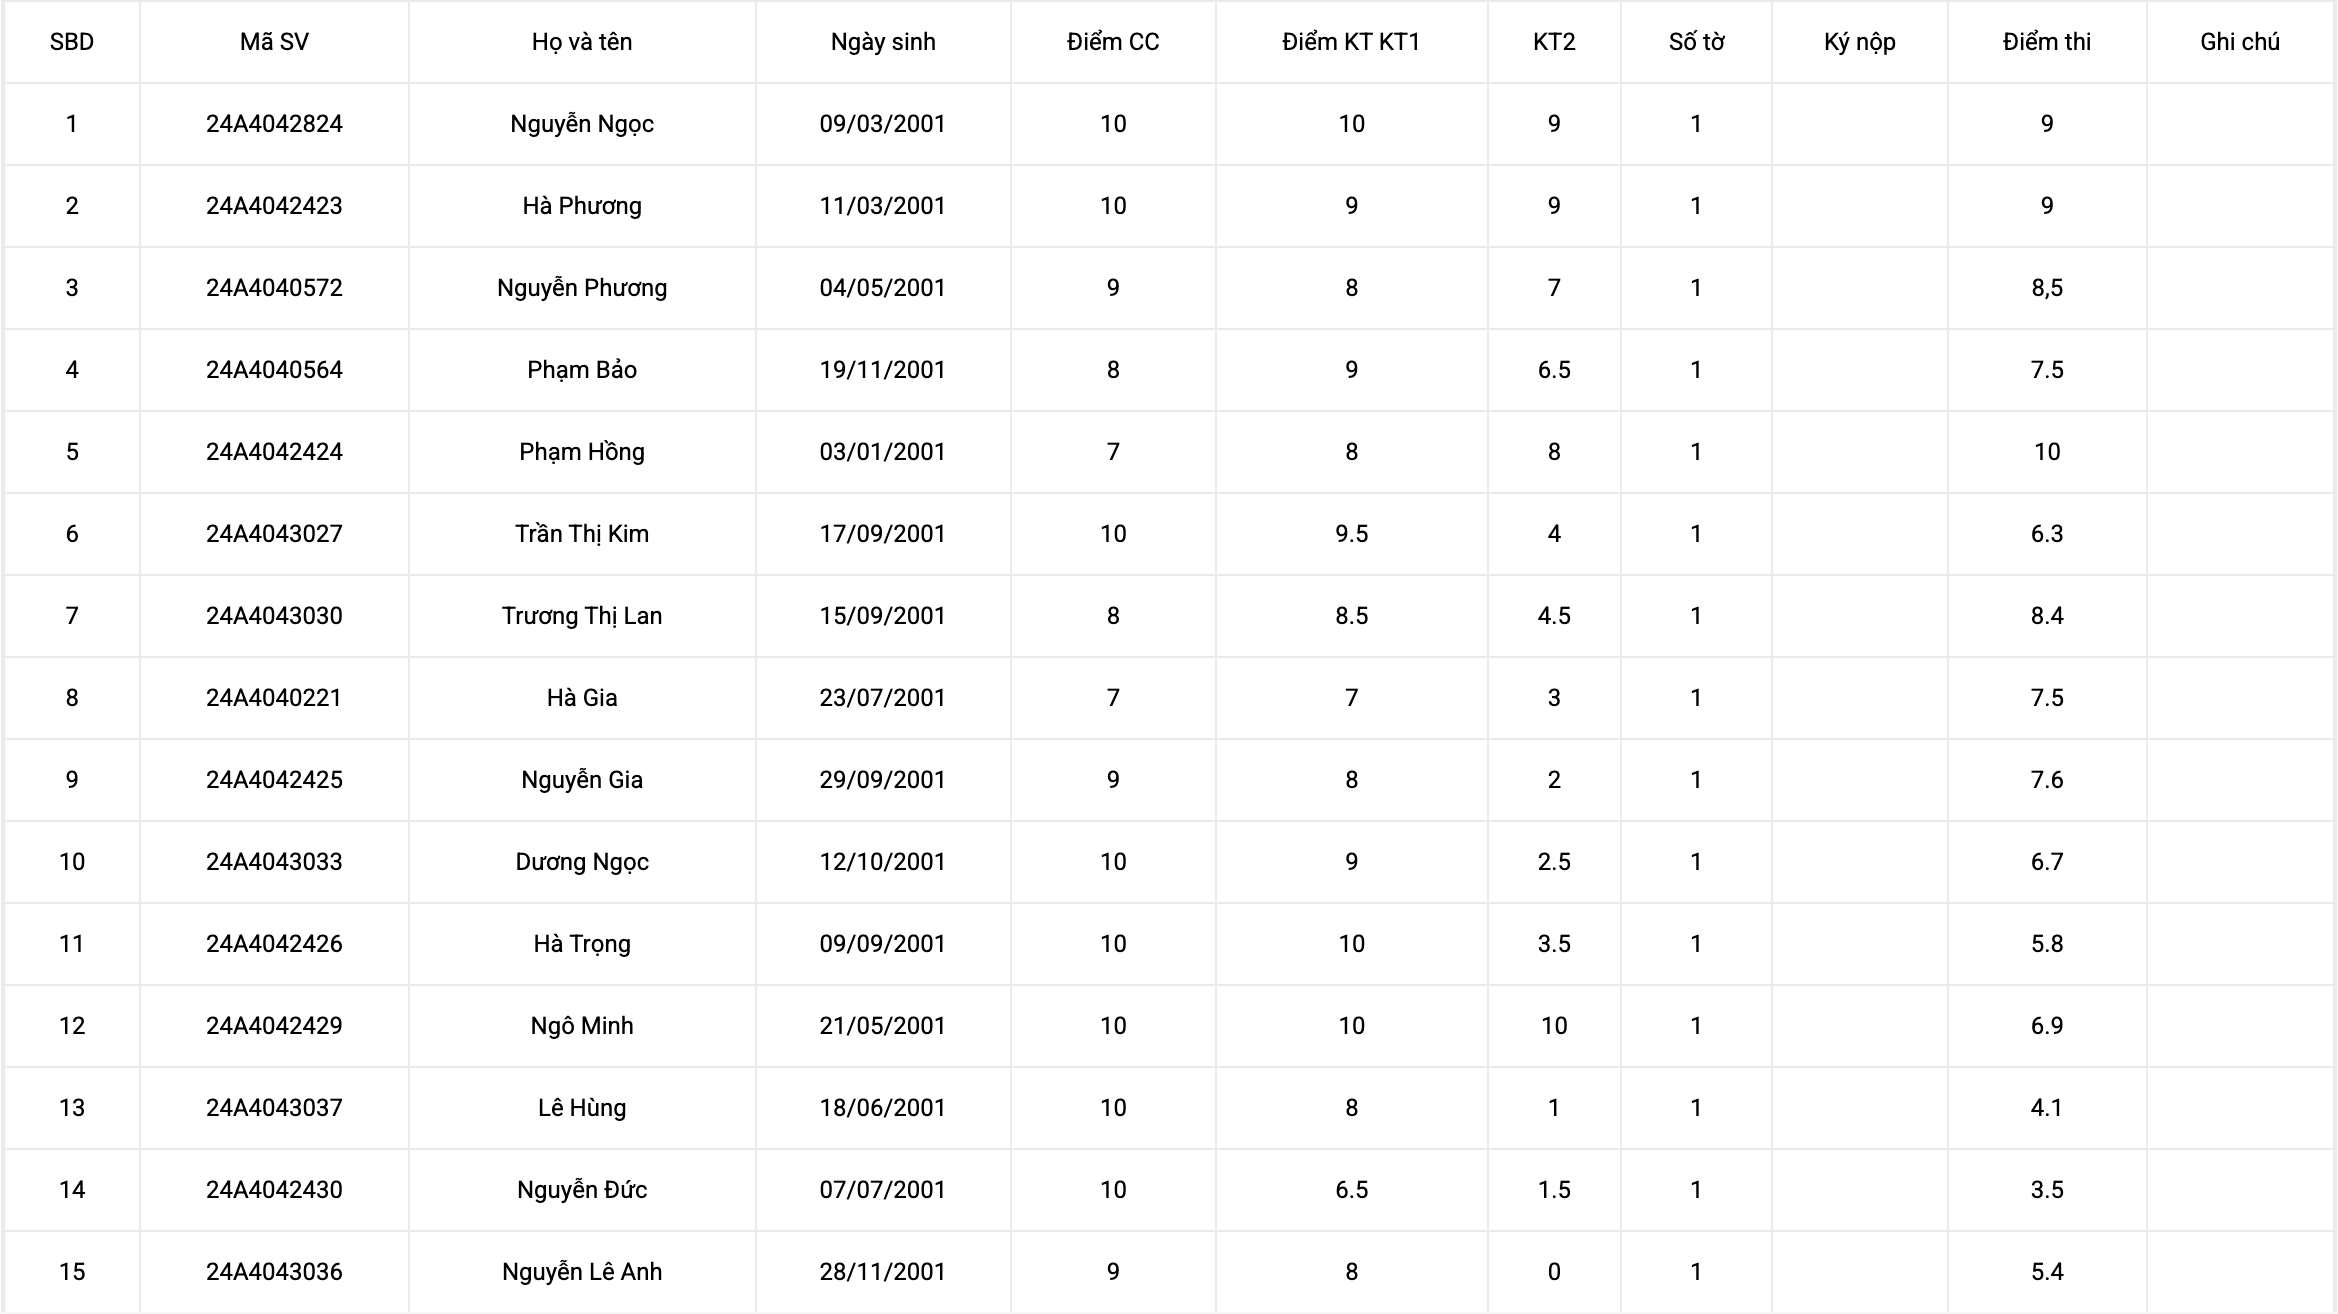 SBD Mã SV Họ và tên Ngày sinh Điểm CC Điểm KT KT1 KT2 Số tờ Ký nộp Điểm thi Ghi chú
1 24A4042824 Nguyễn Ngọc 09/03/2001 10 10 9 1 9
2 24A4042423 Hà Phương 11/03/2001 10 9 9 1 9
3 24A4040572 Nguyễn Phương 04/05/2001 9 8 7 1 8,5
4 24A4040564 Phạm Bảo 19/11/2001 8 9 6.5 1 7.5
5 24A4042424 Phạm Hồng 03/01/2001 7 8 8 1 10
6 24A4043027 Trần Thị Kim 17/09/2001 10 9.5 4 1 6.3
7 24A4043030 Trương Thị Lan 15/09/2001 8 8.5 4.5 1 8.4
8 24A4040221 Hà Gia 23/07/2001 7 7 3 1 7.5
9 24A4042425 Nguyễn Gia 29/09/2001 9 8 2 1 7.6
10 24A4043033 Dương Ngọc 12/10/2001 10 9 2.5 1 6.7
11 24A4042426 Hà Trọng 09/09/2001 10 10 3.5 1 5.8
12 24A4042429 Ngô Minh 21/05/2001 10 10 10 1 6.9
13 24A4043037 Lê Hùng 18/06/2001 10 8 1 1 4.1
14 24A4042430 Nguyễn Đức 07/07/2001 10 6.5 1.5 1 3.5
15 24A4043036 Nguyễn Lê Anh 28/11/2001 9 8 0 1 5.4